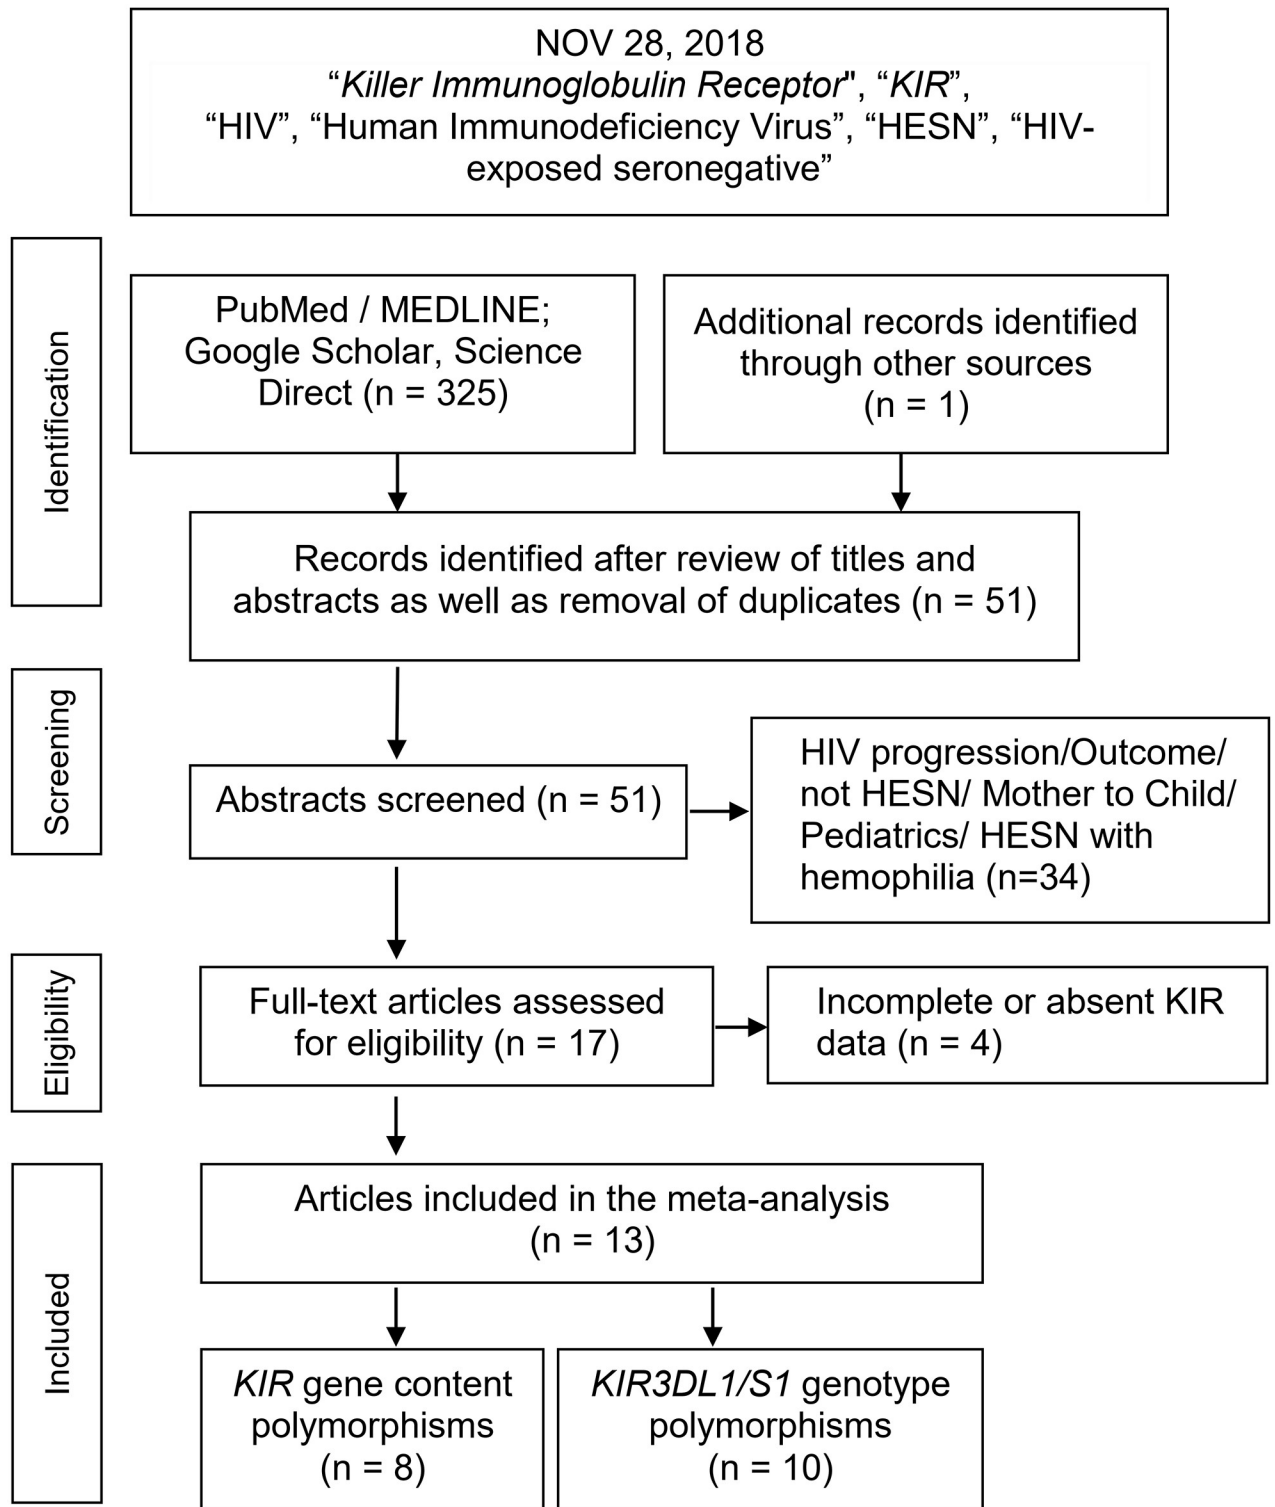 NOV 28, 2018
“Killer Immunoglobulin Receptor", “KIR”,
“HIV”, “Human Immunodeficiency Virus”, “HESN”, “HIV-
exposed seronegative”
Identification
PubMed / MEDLINE;
Google Scholar, Science
Direct (n = 325)
Additional records identified
through other sources
(n = 1)
Records identified after review of titles and
abstracts as well as removal of duplicates (n = 51)
Screening
Abstracts screened (n = 51)
HIV progression/Outcome/
not HESN/ Mother to Child/
Pediatrics/ HESN with
hemophilia (n=34)
Eligibility
Full-text articles assessed
for eligibility (n = 17)
Incomplete or absent KIR
data (n = 4)
Included
Articles included in the meta-analysis
(n = 13)
KIR gene content
polymorphisms
(n = 8)
KIR3DL1/S1 genotype
polymorphisms
(n = 10)